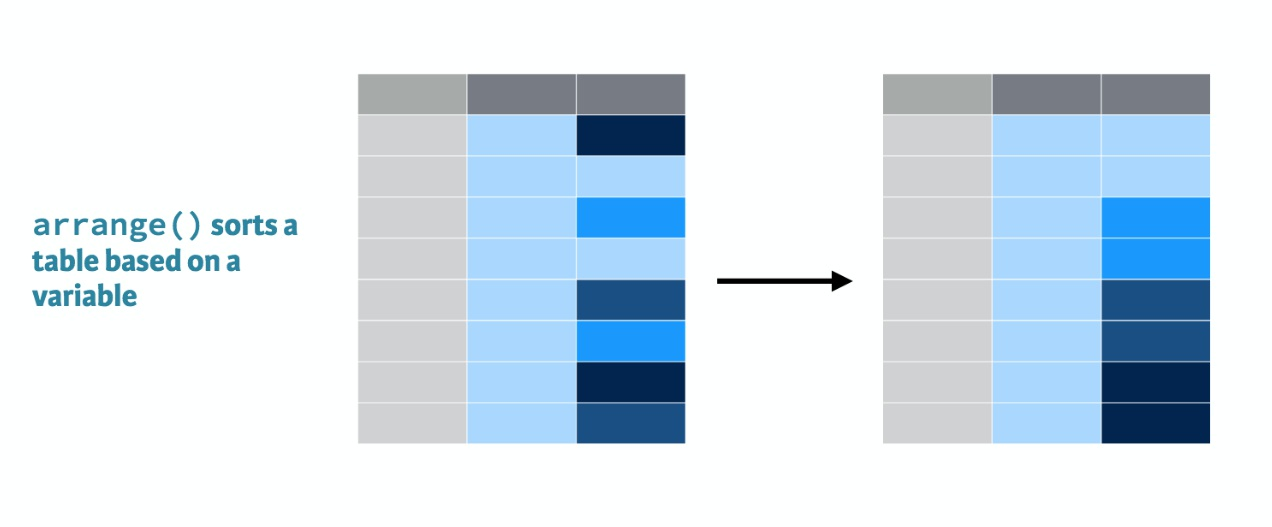 arrange() sorts a
table based on a
variable